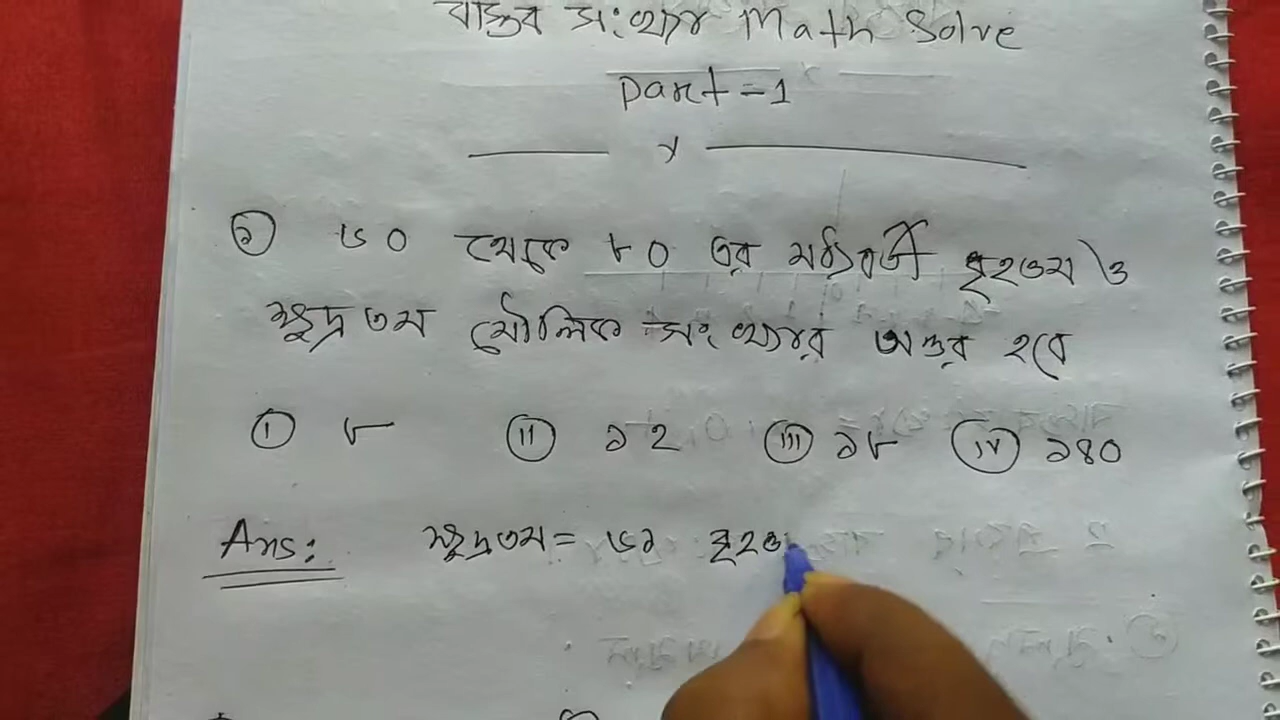 বাস্তব সংখ্যার Math Solve
Part-1
১ ৬০ থেকে ৮০ এর মধ্যবর্তী বৃহত্তম ও
ক্ষুদ্রতম মৌলিক সংখ্যার অন্তর হবে
i ৮ ii ১২ iii ১৮ iv ১৪০
Ans: ক্ষুদ্রতম = ৬১ বৃহত